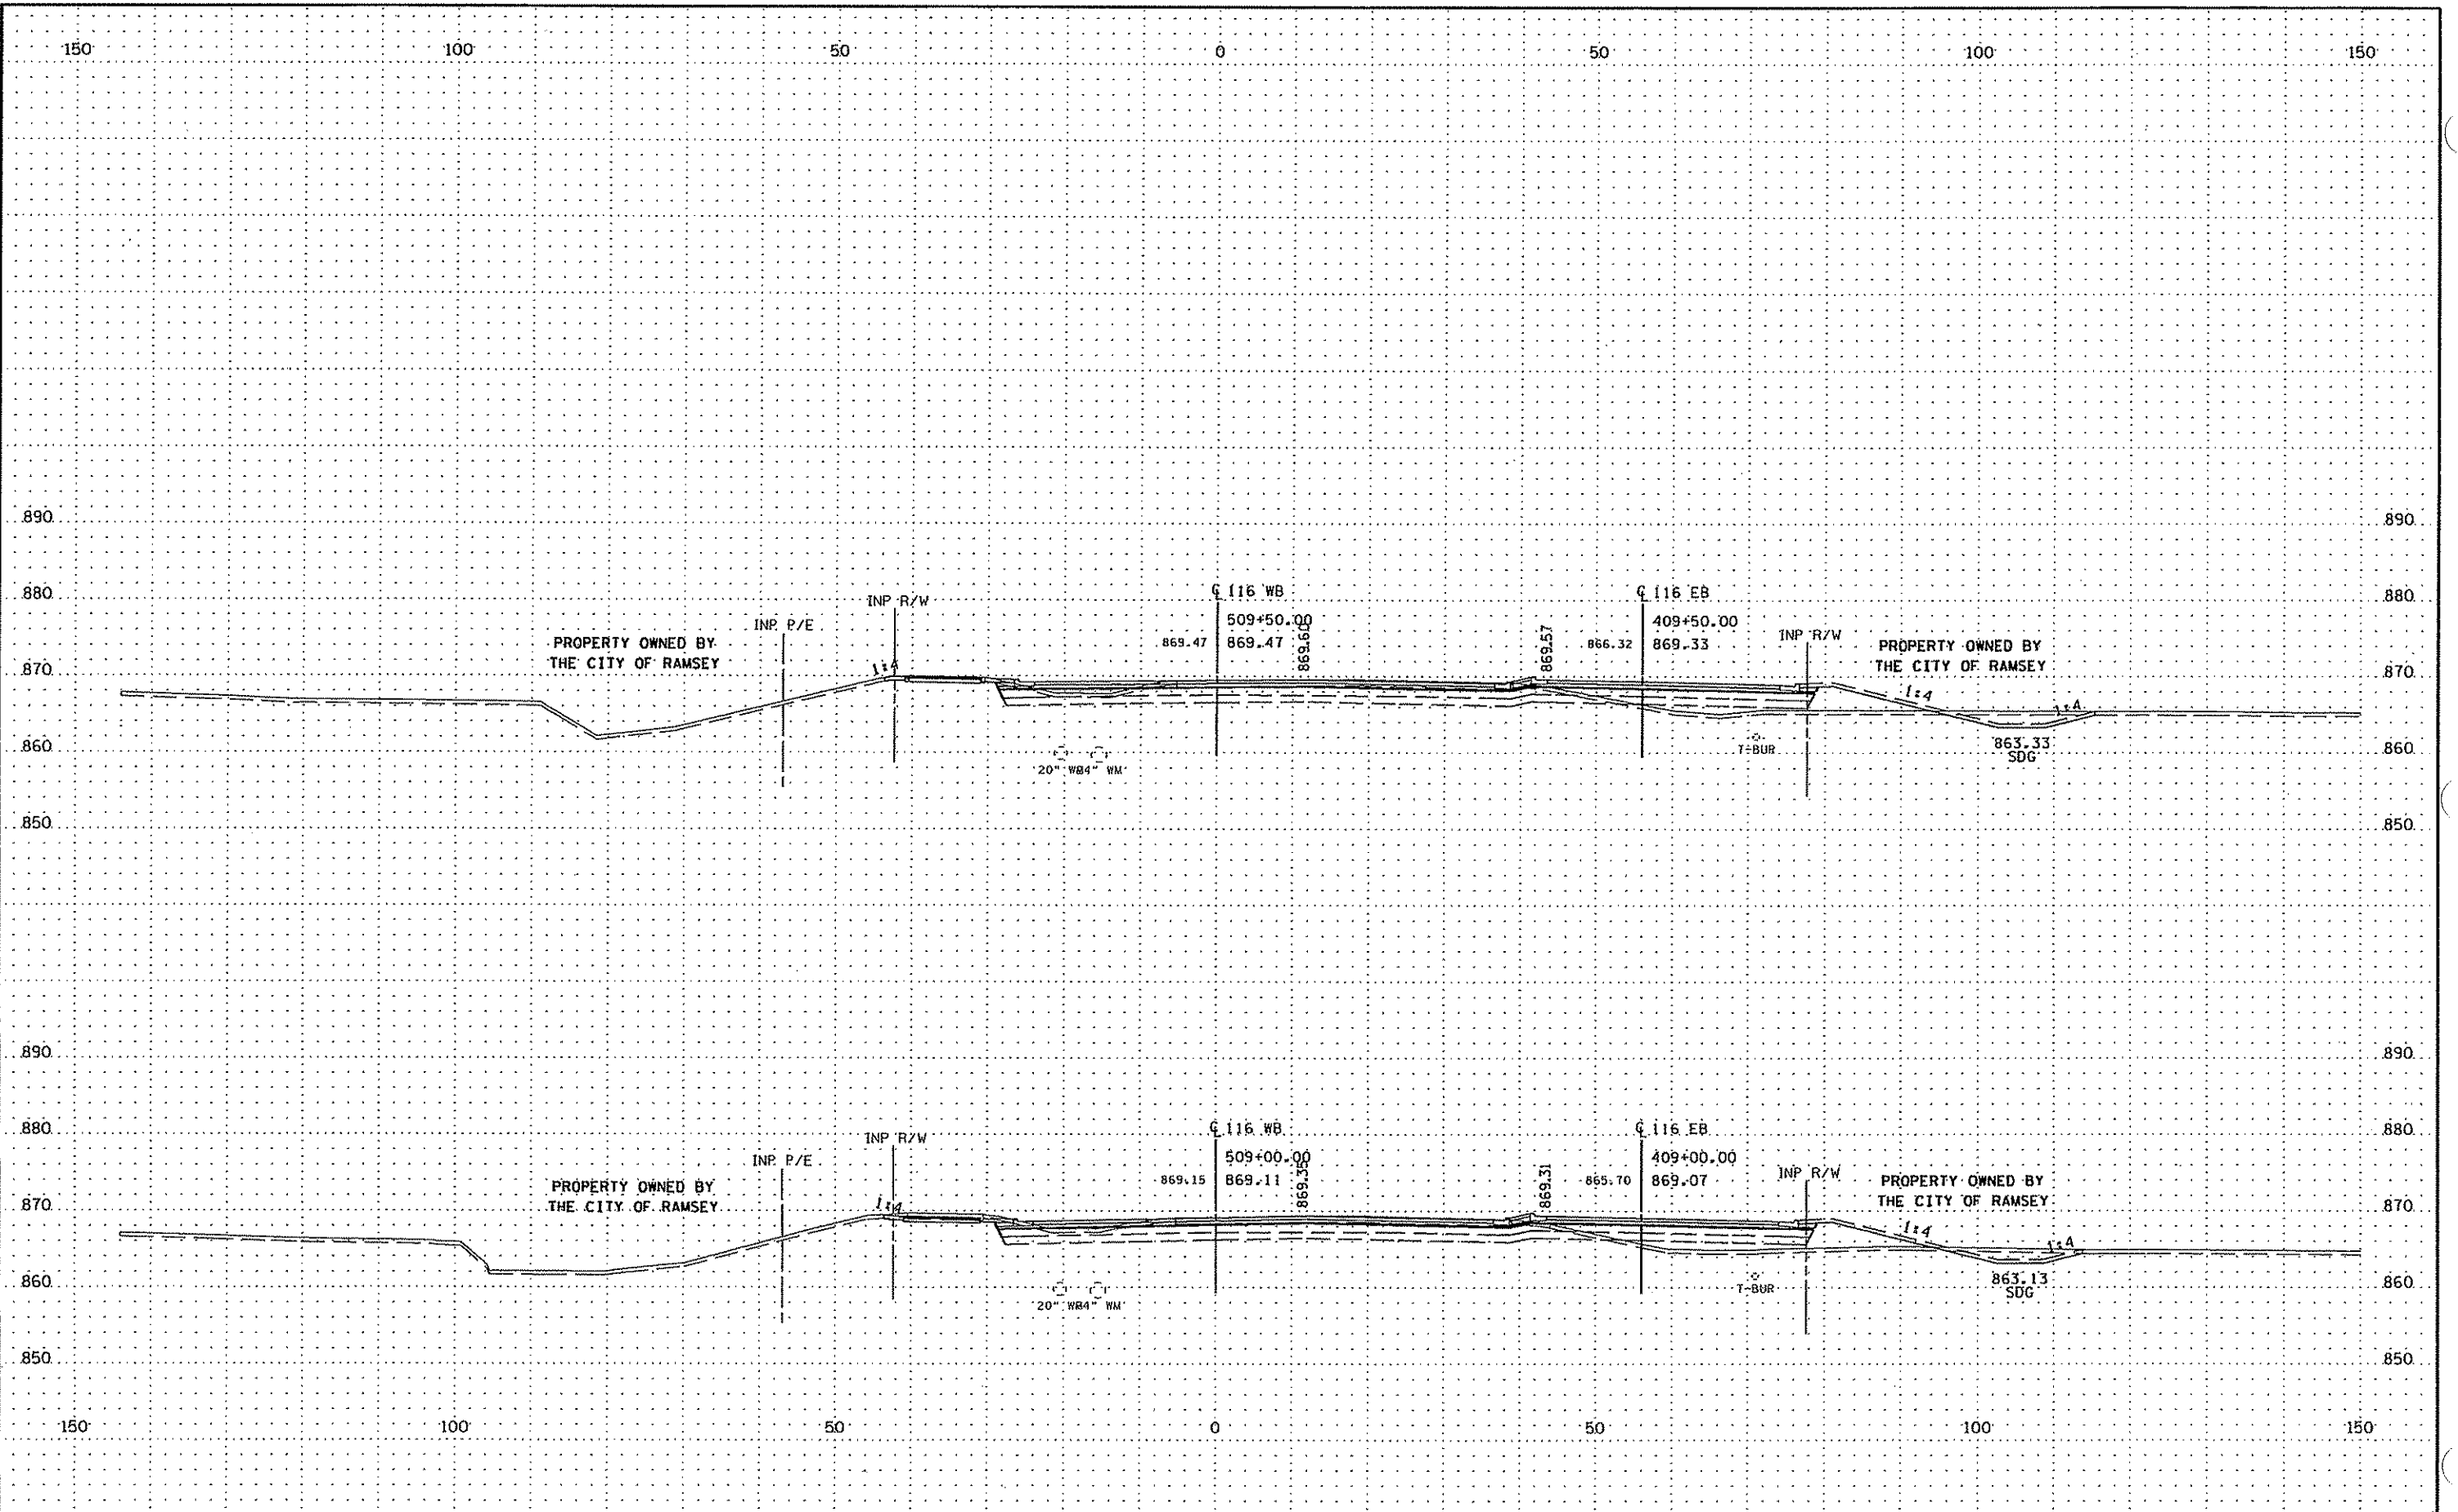 150 100 50 0 50 100 150
890 890
880 ℄ 116 WB ℄ 116 EB 880
INP R/W
509+50.00 409+50.00
INP P/E INP R/W
869.47 869.47 869.57 866.32 869.33
PROPERTY OWNED BY PROPERTY OWNED BY
THE CITY OF RAMSEY THE CITY OF RAMSEY
870 1:4 870
1:4 1:4
860 T-BUR 863.33 860
SDG
20" WM
850 850
890 890
880 ℄ 116 WB ℄ 116 EB 880
INP R/W
509+00.00 409+00.00
INP P/E INP R/W
869.15 869.11 869.35 869.31 865.70 869.07
PROPERTY OWNED BY PROPERTY OWNED BY
THE CITY OF RAMSEY THE CITY OF RAMSEY
870 1:4 870
1:4 1:4
860 T-BUR 863.13 860
SDG
20" WM
850 850
150 100 50 0 50 100 150